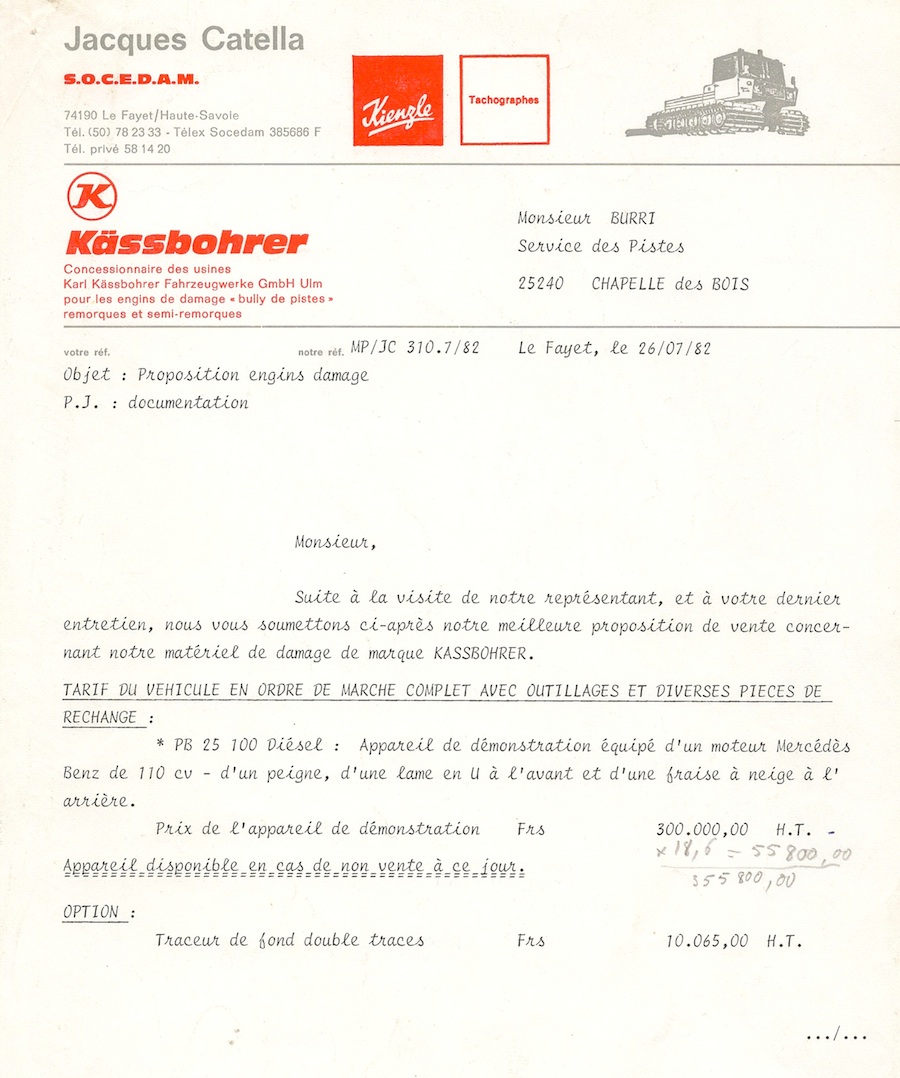 Jacques Catella
S.O.C.E.D.A.M.
74190 Le Fayet/Haute-Savoie
Tél. (50) 78 23 33 - Télex Socedam 385686 F
Tél. privé 58 14 20
Kienzle
Tachographes
K
Kässbohrer
Concessionnaire des usines
Karl Kässbohrer Fahrzeugwerke GmbH Ulm
pour les engins de damage « bully de pistes »
remorques et semi-remorques
Monsieur BURRI
Service des Pistes
25240 CHAPELLE des BOIS
votre réf. notre réf. MP/JC 310.7/82 Le Fayet, le 26/07/82
Objet : Proposition engins damage
P.J. : documentation
Monsieur,
Suite à la visite de notre représentant, et à votre dernier
entretien, nous vous soumettons ci-après notre meilleure proposition de vente concer-
nant notre matériel de damage de marque KASSBOHRER.
TARIF DU VEHICULE EN ORDRE DE MARCHE COMPLET AVEC OUTILLAGES ET DIVERSES PIECES DE
RECHANGE :
* PB 25 100 Diésel : Appareil de démonstration équipé d'un moteur Mercédès
Benz de 110 cv - d'un peigne, d'une lame en U à l'avant et d'une fraise à neige à l'
arrière.
Prix de l'appareil de démonstration Frs 300.000,00 H.T. -
x 18,6 = 55 800,00
355 800,00
Appareil disponible en cas de non vente à ce jour.
OPTION :
Traceur de fond double traces Frs 10.065,00 H.T.
.../...